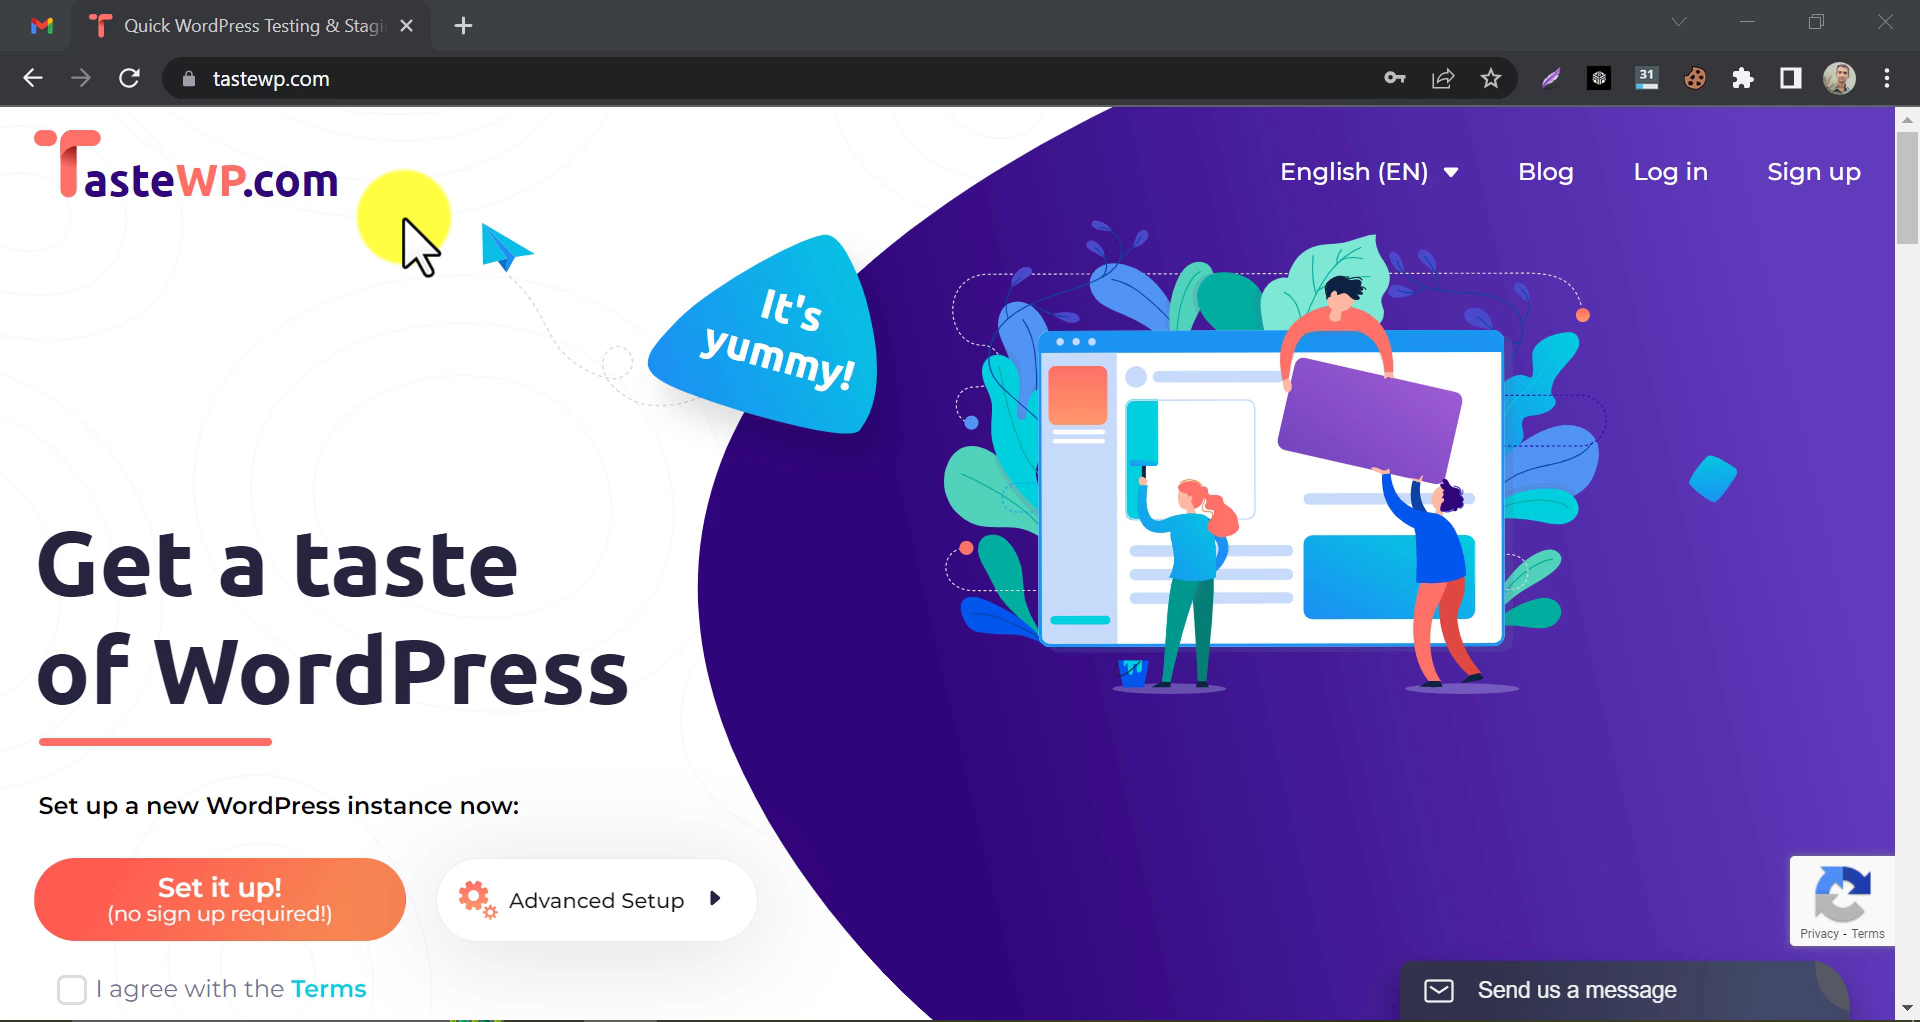 Quick WordPress Testing & Stagi
tastewp.com
31
TasteWP.com
English (EN)
Blog
Log in
Sign up
It's
yummy!
Get a taste
of WordPress
Set up a new WordPress instance now:
Set it up!
(no sign up required!)
Advanced Setup
I agree with the Terms
Privacy - Terms
Send us a message